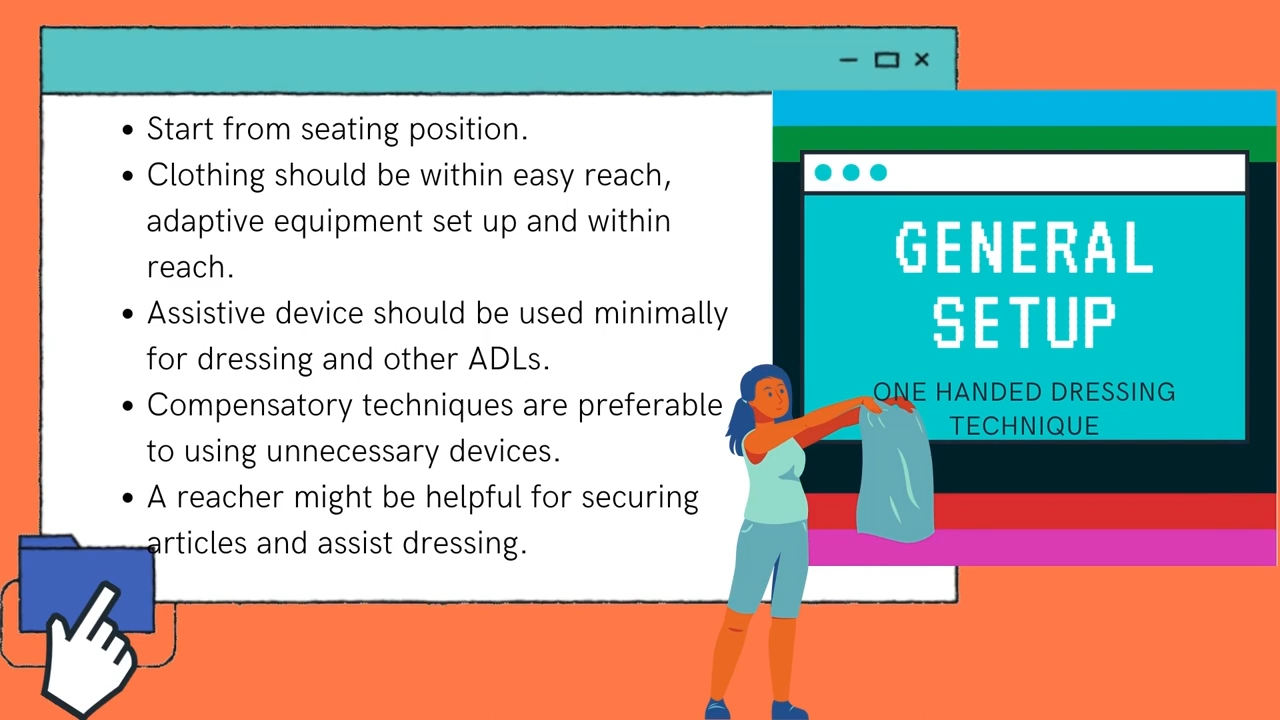 • Start from seating position.
• Clothing should be within easy reach,
adaptive equipment set up and within
reach.
• Assistive device should be used minimally
for dressing and other ADLs.
• Compensatory techniques are preferable
to using unnecessary devices.
• A reacher might be helpful for securing
articles and assist dressing.
GENERAL
SETUP
ONE HANDED DRESSING
TECHNIQUE